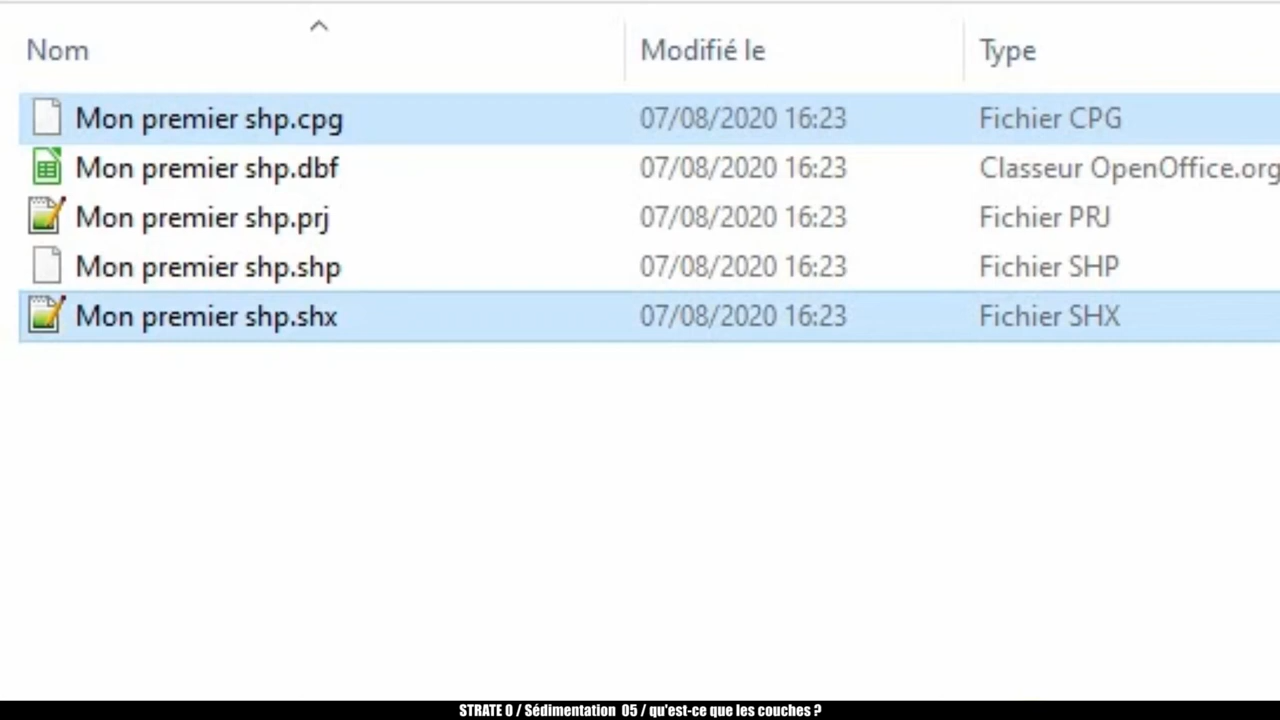 Nom Modifié le Type
Mon premier shp.cpg 07/08/2020 16:23 Fichier CPG
Mon premier shp.dbf 07/08/2020 16:23 Classeur OpenOffice.org
Mon premier shp.prj 07/08/2020 16:23 Fichier PRJ
Mon premier shp.shp 07/08/2020 16:23 Fichier SHP
Mon premier shp.shx 07/08/2020 16:23 Fichier SHX
STRATE 0 / Sédimentation 05 / qu'est-ce que les couches ?